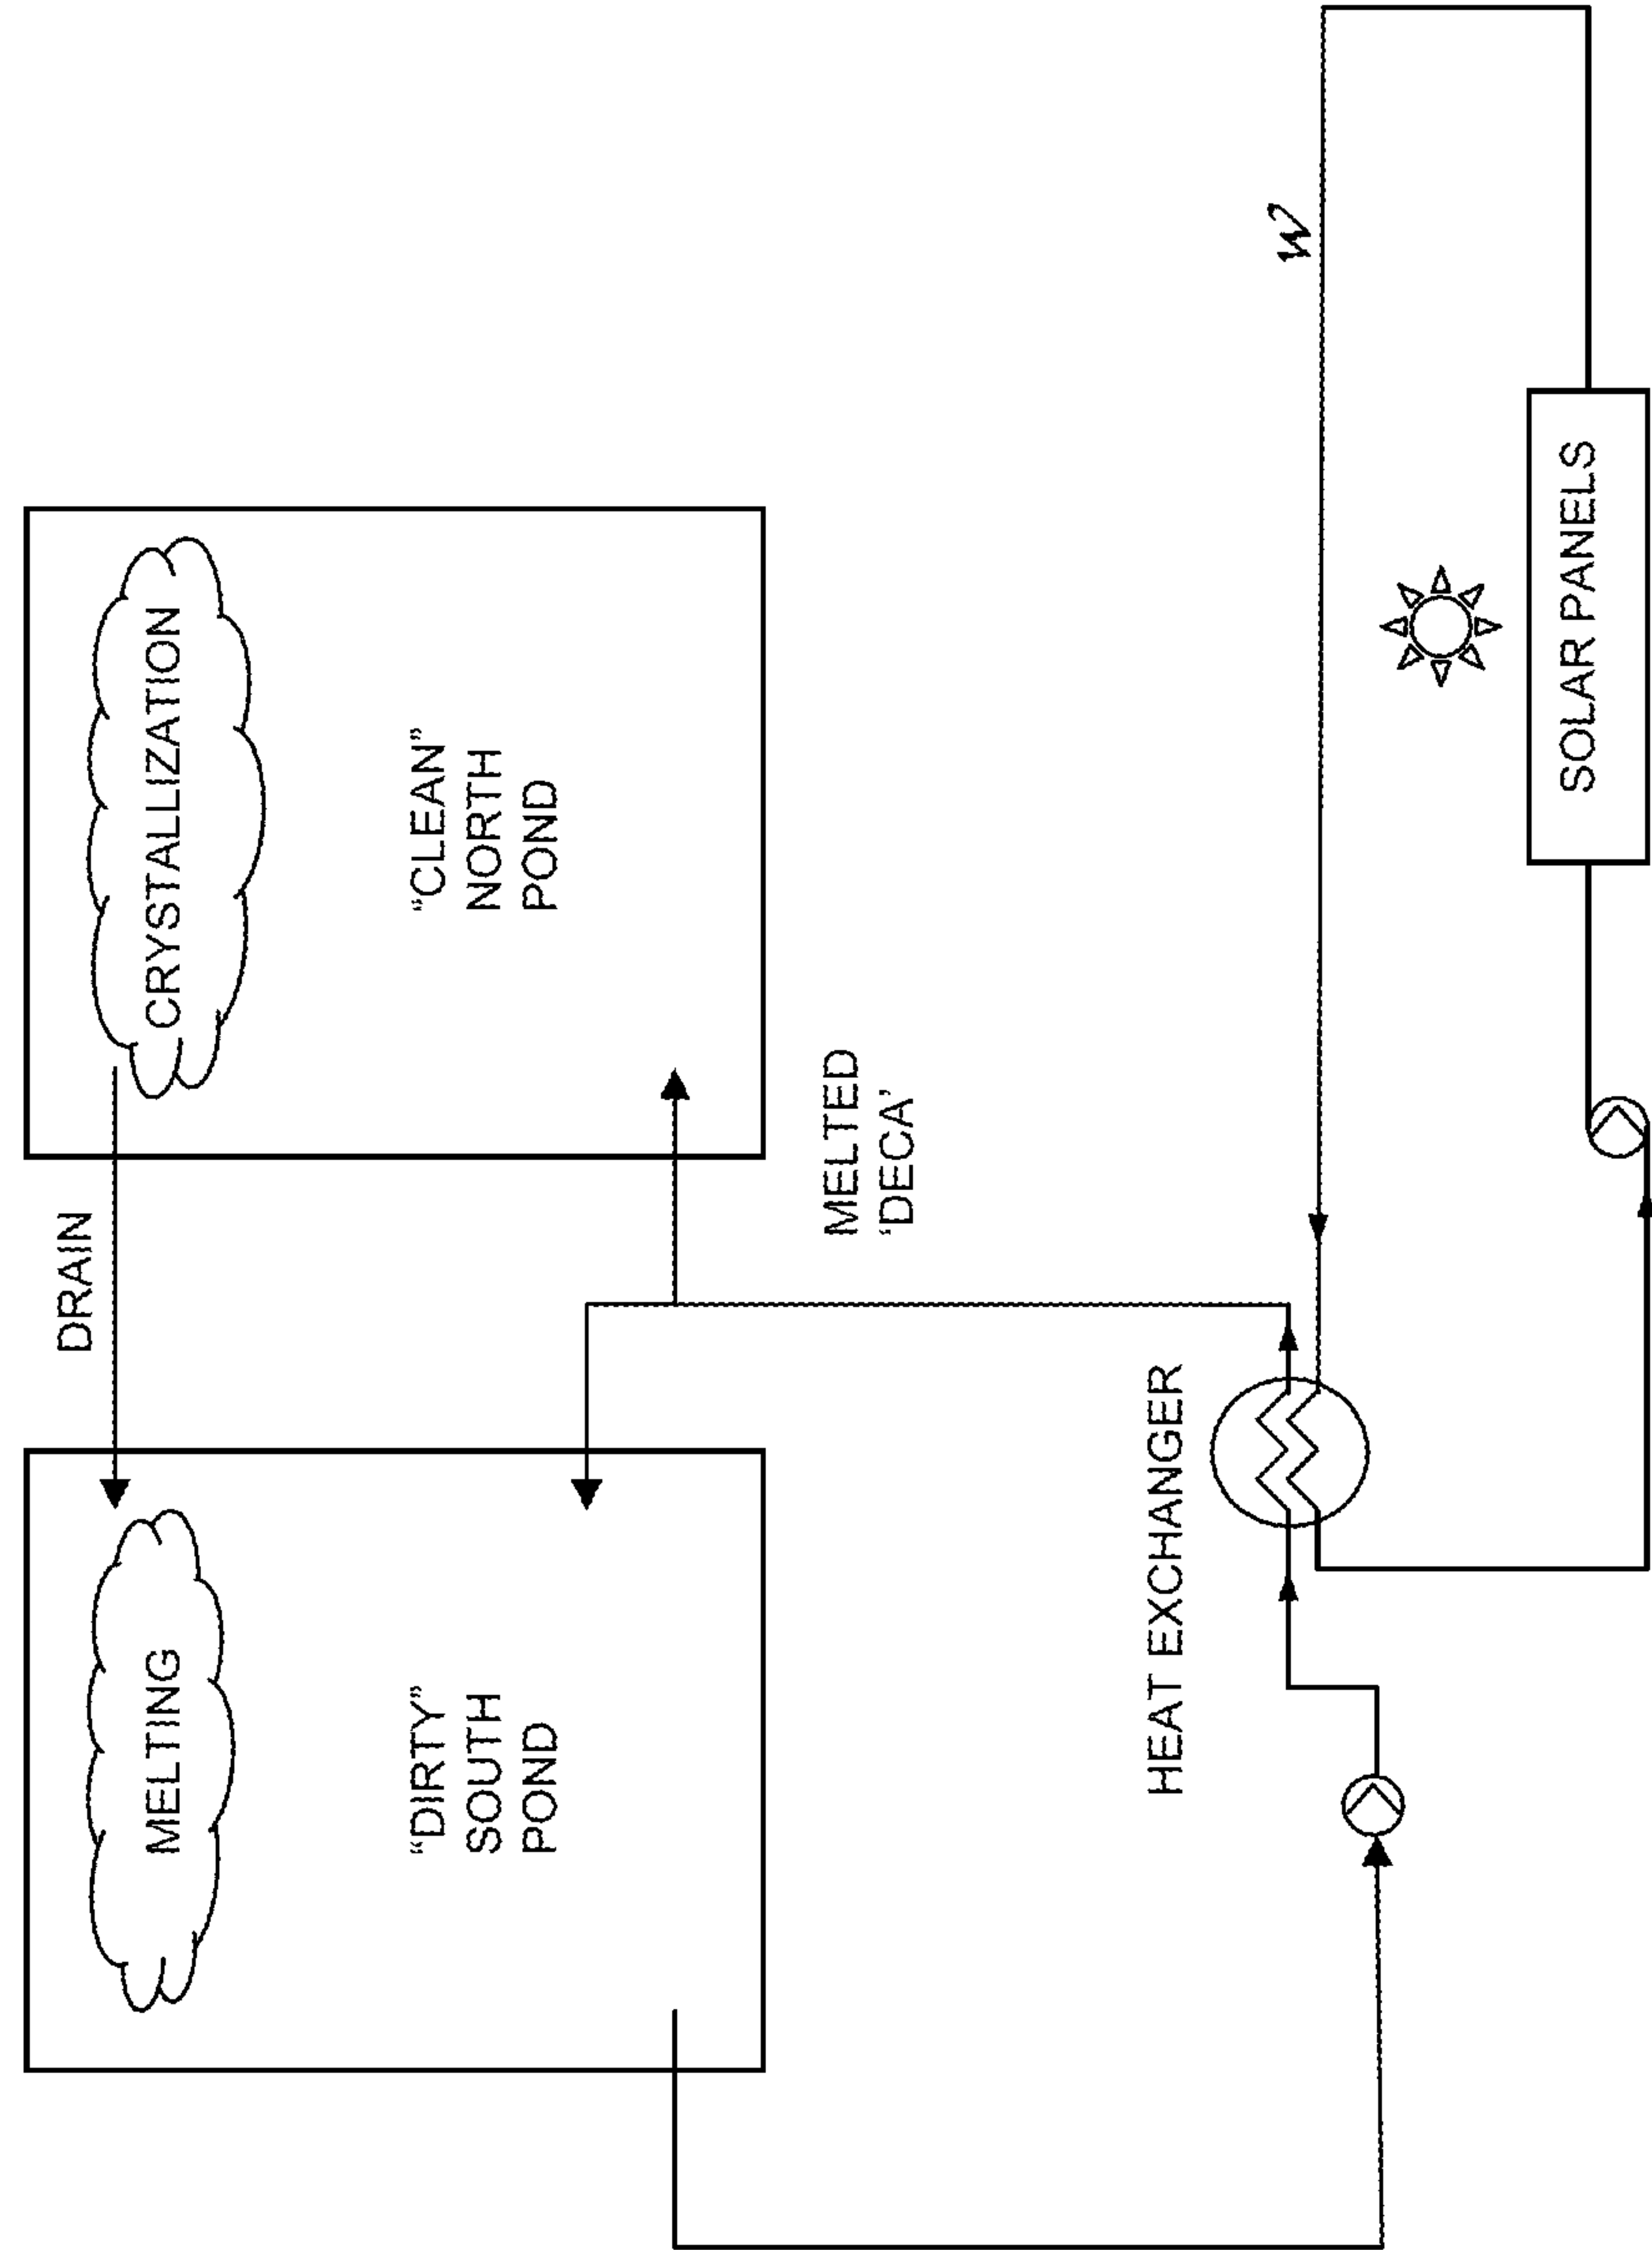 DRAIN
MELTING
CRYSTALLIZATION
“DIRTY”
SOUTH
POND
“CLEAN”
NORTH
POND
MELTED
‘DECA’
HEAT EXCHANGER
SOLAR PANELS